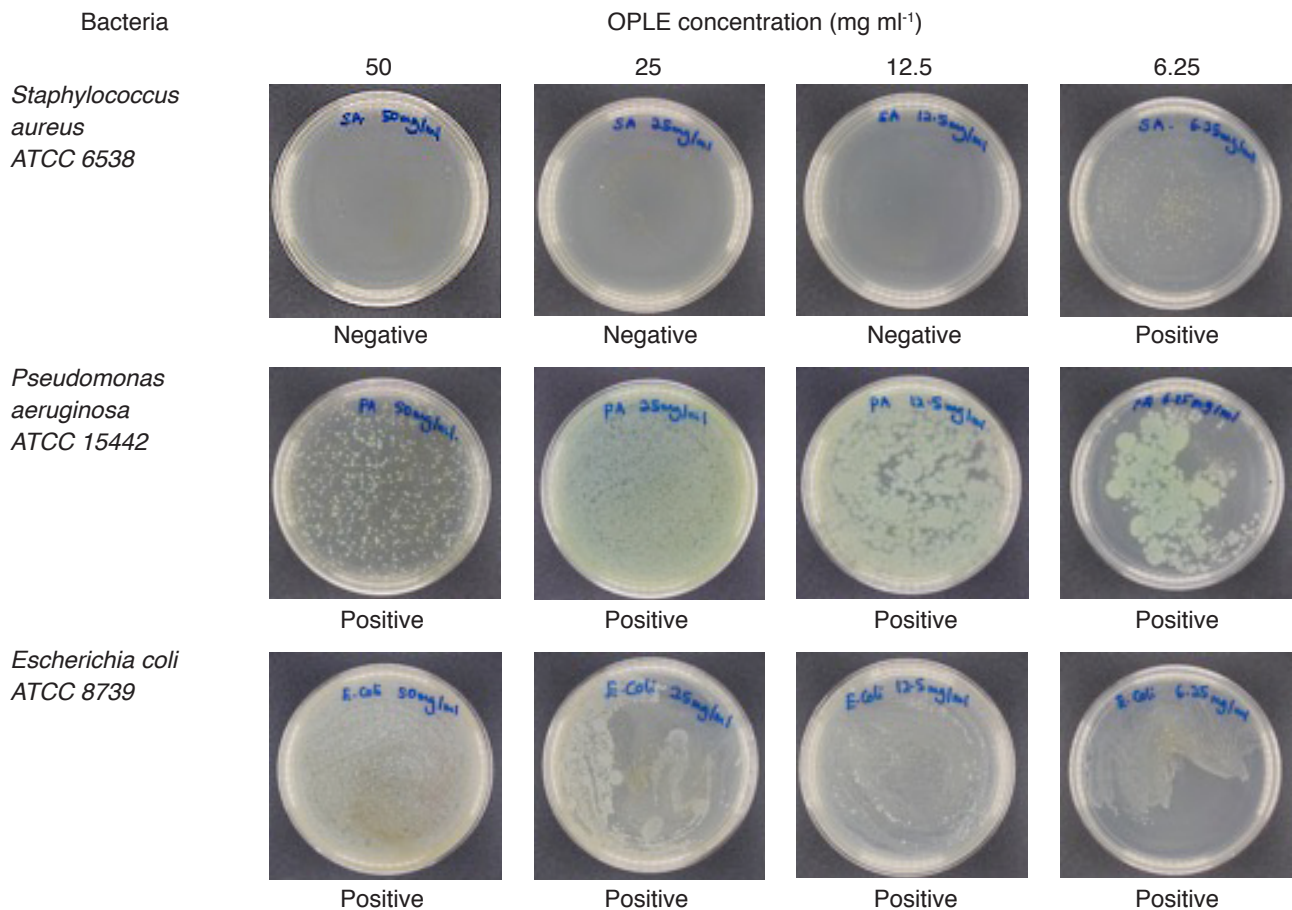 Bacteria OPLE concentration (mg ml⁻¹)
50 25 12.5 6.25
Staphylococcus
aureus
ATCC 6538
SA 50mg/ml
SA 25mg/ml
SA 12.5mg/ml
SA - 6.25mg/ml
Negative Negative Negative Positive
Pseudomonas
aeruginosa
ATCC 15442
PA 50mg/ml.
PA 25mg/ml
PA 12.5mg/ml
PA 6.25mg/ml
Positive Positive Positive Positive
Escherichia coli
ATCC 8739
E.Coli 50mg/ml
E.Coli 25mg/ml
E.Coli 12.5mg/ml
E.Coli 6.25mg/ml
Positive Positive Positive Positive